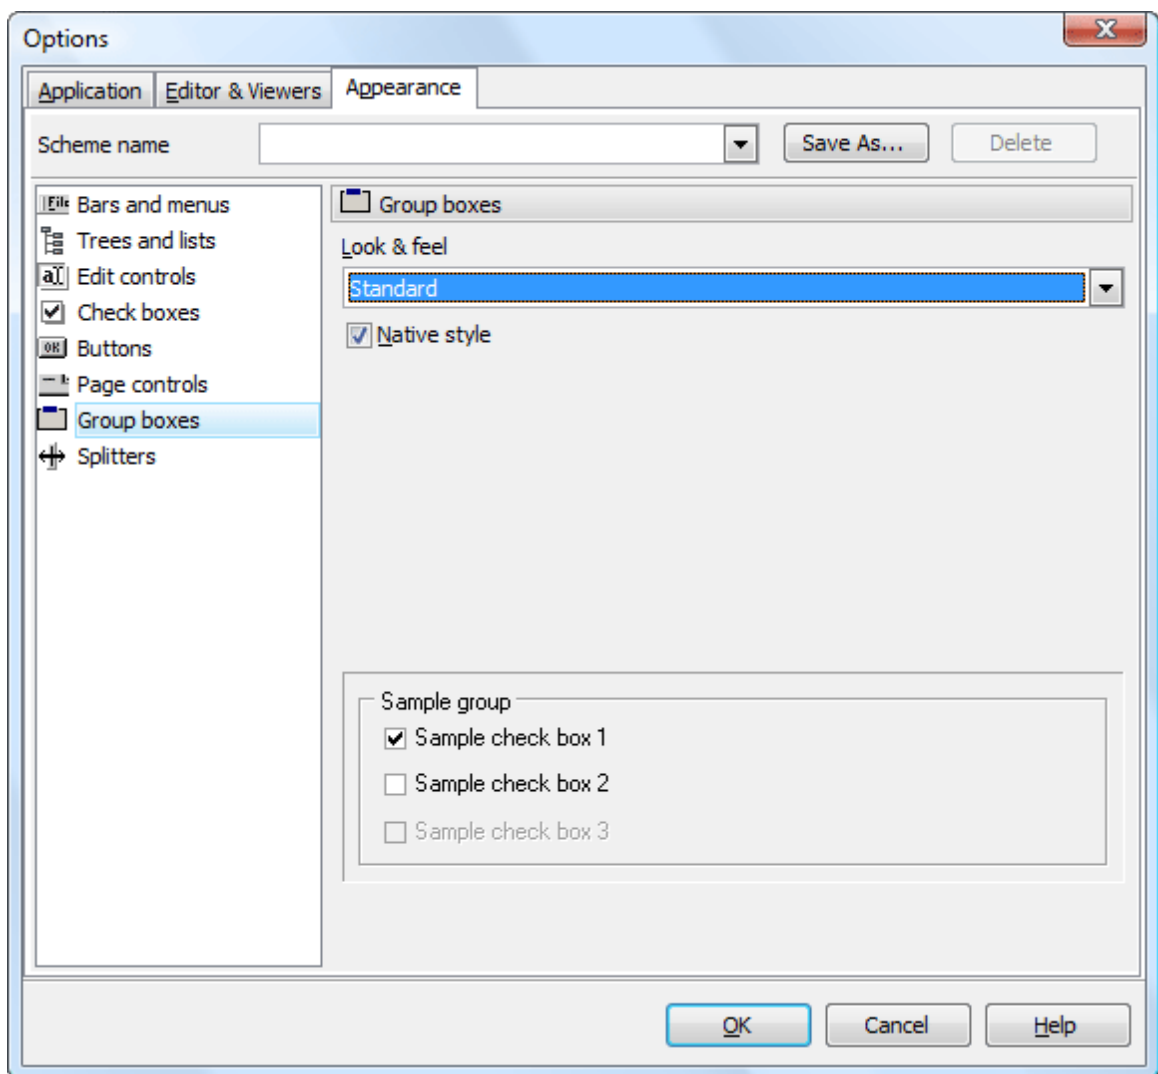 Options
Application Editor & Viewers Appearance
Scheme name Save As... Delete
Bars and menus
Trees and lists
Edit controls
Check boxes
Buttons
Page controls
Group boxes
Splitters
Group boxes
Look & feel
Standard
Native style
Sample group
Sample check box 1
Sample check box 2
Sample check box 3
OK Cancel Help